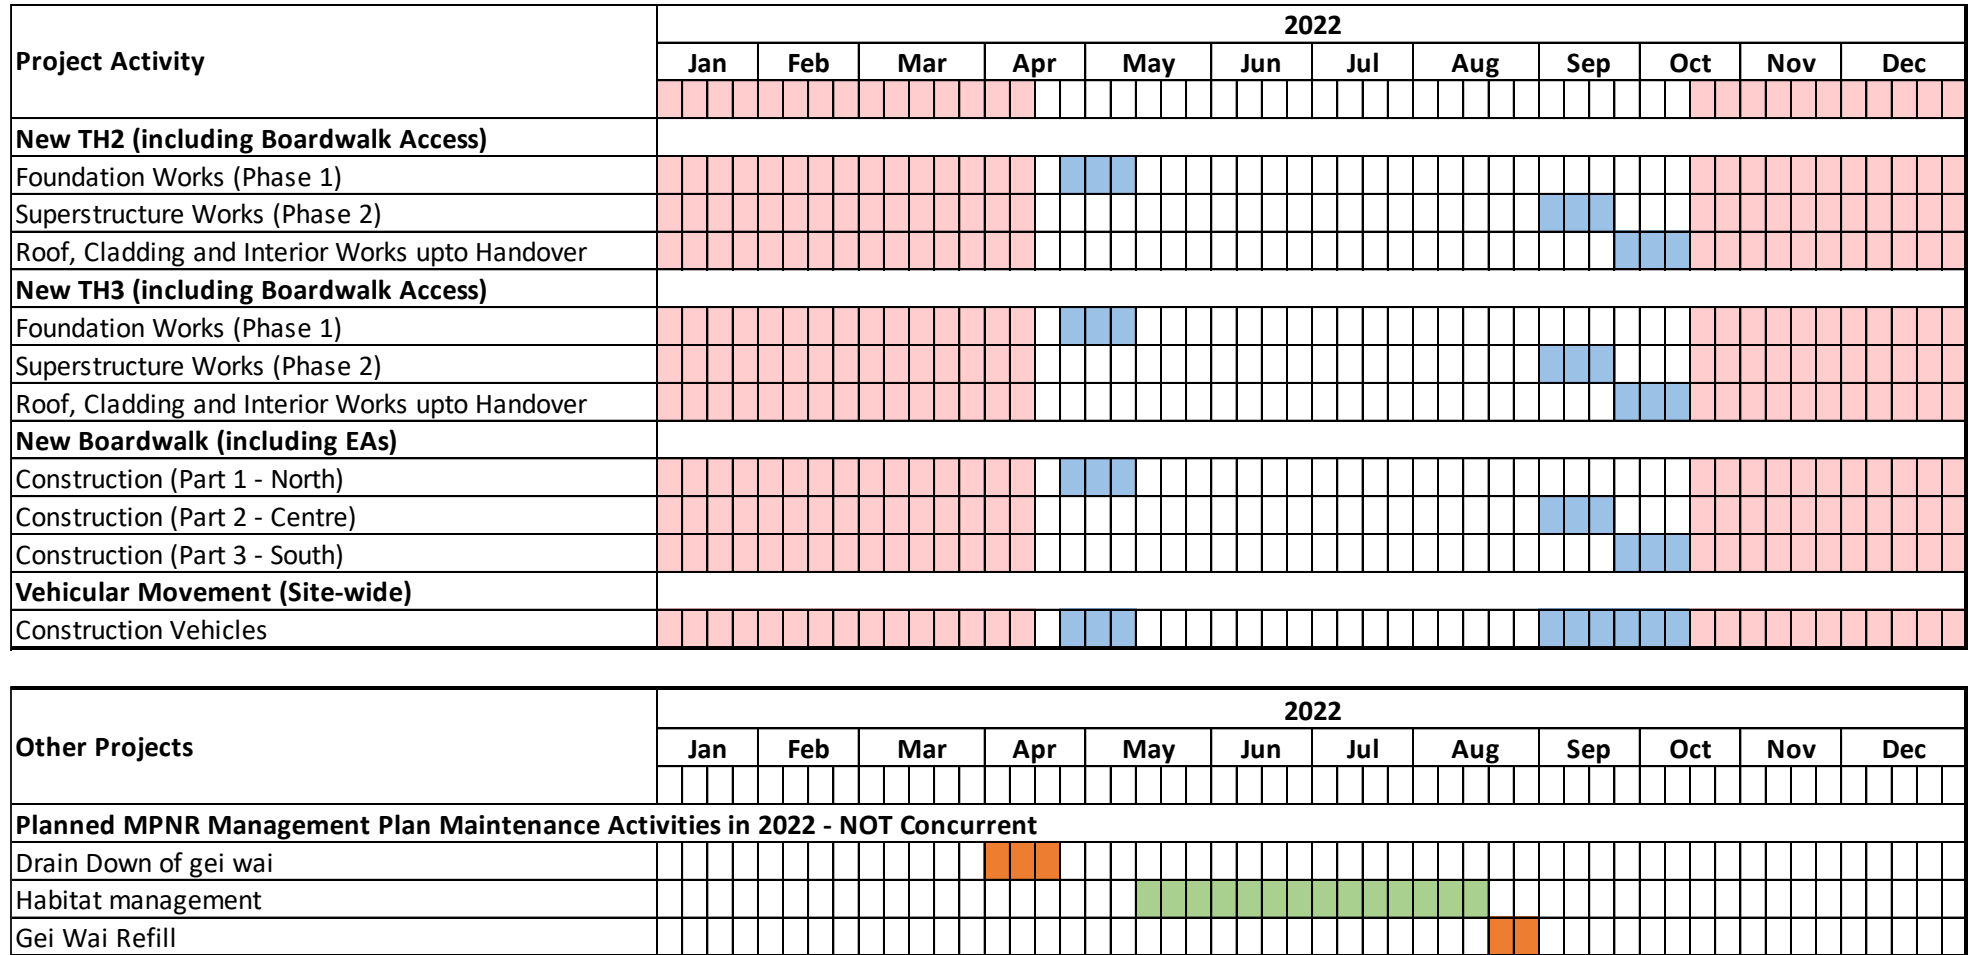 2022
Project Activity
Jan Feb Mar Apr May Jun Jul Aug Sep Oct Nov Dec
New TH2 (including Boardwalk Access)
Foundation Works (Phase 1)
Superstructure Works (Phase 2)
Roof, Cladding and Interior Works upto Handover
New TH3 (including Boardwalk Access)
Foundation Works (Phase 1)
Superstructure Works (Phase 2)
Roof, Cladding and Interior Works upto Handover
New Boardwalk (including EAs)
Construction (Part 1 - North)
Construction (Part 2 - Centre)
Construction (Part 3 - South)
Vehicular Movement (Site-wide)
Construction Vehicles
2022
Other Projects
Jan Feb Mar Apr May Jun Jul Aug Sep Oct Nov Dec
Planned MPNR Management Plan Maintenance Activities in 2022 - NOT Concurrent
Drain Down of gei wai
Habitat management
Gei Wai Refill